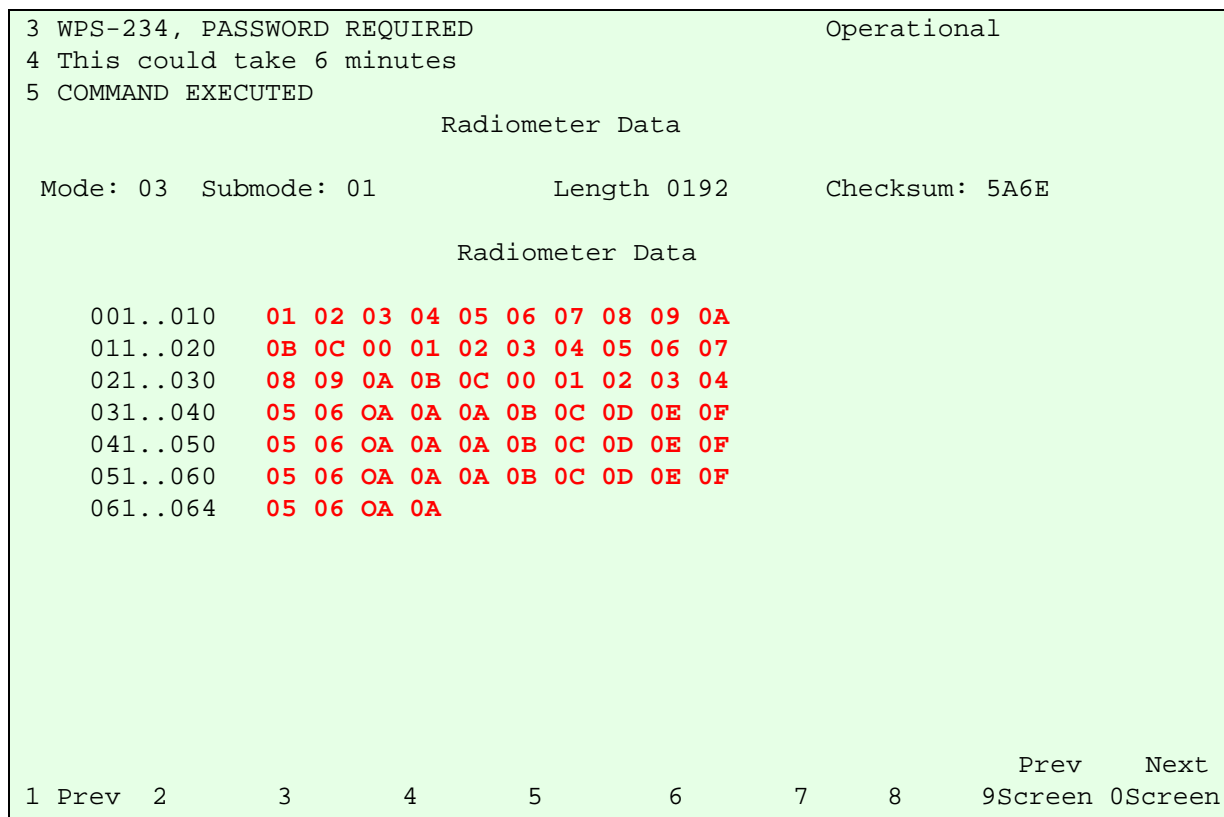 3 WPS-234, PASSWORD REQUIRED Operational
4 This could take 6 minutes
5 COMMAND EXECUTED
Radiometer Data
Mode: 03 Submode: 01 Length 0192 Checksum: 5A6E
Radiometer Data
001..010 01 02 03 04 05 06 07 08 09 0A
011..020 0B 0C 00 01 02 03 04 05 06 07
021..030 08 09 0A 0B 0C 00 01 02 03 04
031..040 05 06 OA 0A 0A 0B 0C 0D 0E 0F
041..050 05 06 OA 0A 0A 0B 0C 0D 0E 0F
051..060 05 06 OA 0A 0A 0B 0C 0D 0E 0F
061..064 05 06 OA 0A
Prev Next
1 Prev 2 3 4 5 6 7 8 9Screen 0Screen